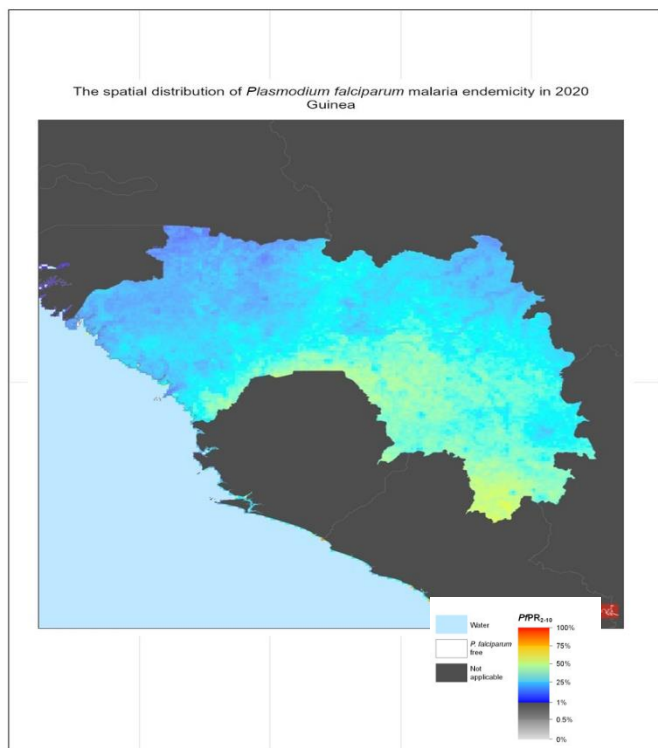 The spatial distribution of Plasmodium falciparum malaria endemicity in 2020
Guinea
Water
P. falciparum
free
Not
applicable
PfPR2-10
100%
75%
50%
25%
1%
0.5%
0%